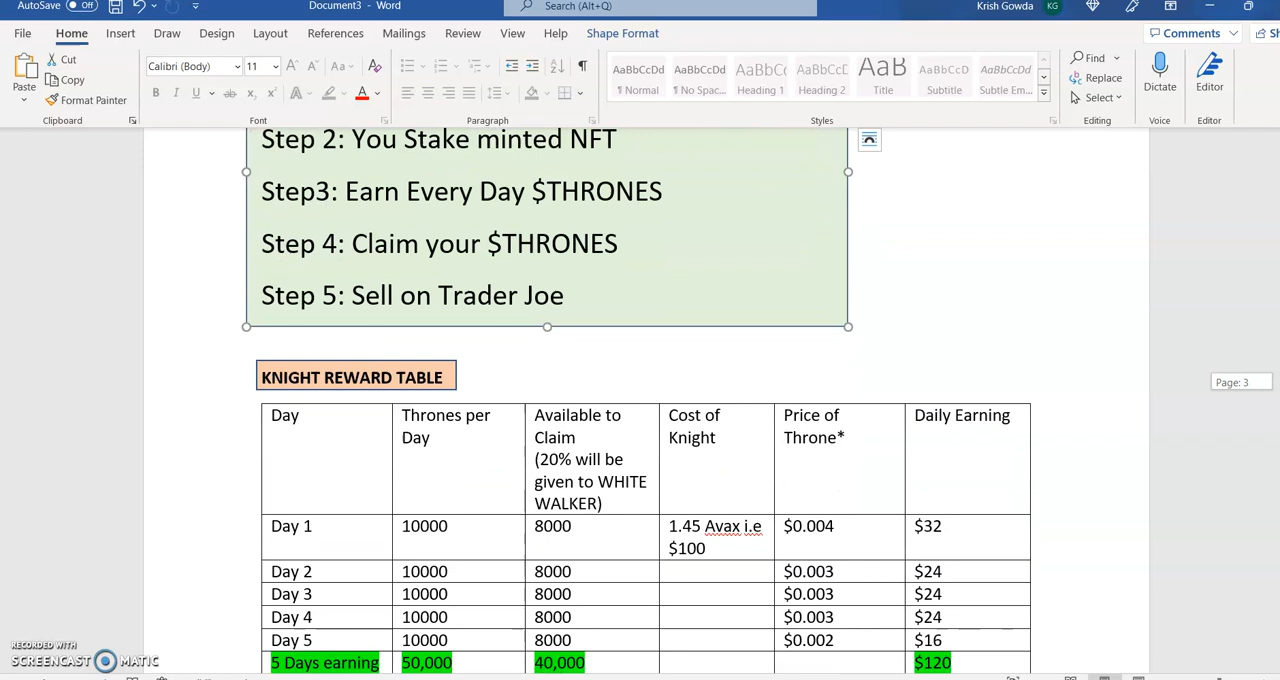 AutoSave Off Document3 - Word Search (Alt+Q) Krish Gowda KG
File Home Insert Draw Design Layout References Mailings Review View Help Shape Format Comments Sh
Paste Cut Copy Format Painter
Calibri (Body) 11
AaBbCcDd AaBbCcDd AaBbCc AaBbCcC AaB AaBbCcD AaBbCcDd
¶ Normal ¶ No Spac... Heading 1 Heading 2 Title Subtitle Subtle Em...
Find Replace Select
Dictate Editor
Clipboard Font Paragraph Styles Editing Voice Editor
Step 2: You Stake minted NFT
Step3: Earn Every Day $THRONES
Step 4: Claim your $THRONES
Step 5: Sell on Trader Joe
KNIGHT REWARD TABLE
Page: 3
Day Thrones per Day Available to Claim (20% will be given to WHITE WALKER) Cost of Knight Price of Throne* Daily Earning
Day 1 10000 8000 1.45 Avax i.e $100 $0.004 $32
Day 2 10000 8000 $0.003 $24
Day 3 10000 8000 $0.003 $24
Day 4 10000 8000 $0.003 $24
Day 5 10000 8000 $0.002 $16
5 Days earning 50,000 40,000 $120
RECORDED WITH
SCREENCAST MATIC